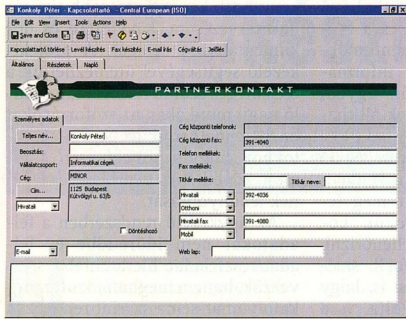 Konkoly Péter - Kapcsolattartó - Central European (ISO)
File Edit View Insert Tools Actions Help
Save and Close
Kapcsolattartó törlése Levél készítés Fax készítés E-mail írás Cégváltás Jelölés
Általános Részletek Napló
PARTNERKONTAKT
Személyes adatok
Teljes név... Konkoly Péter
Beosztás:
Vállalatcsoport: Informatikai cégek
Cég: MINOR
Cím... 1125 Budapest
Kútvölgyi u. 63/b
Hivatali
Döntéshozó
Cég központi telefonok:
Cég központi fax: 391-4040
Telefon mellékek:
Fax mellékek:
Titkár melléke: Titkár neve:
Hivatali 392-4036
Otthoni
Hivatali fax 391-4080
Mobil
E-mail Web lap: